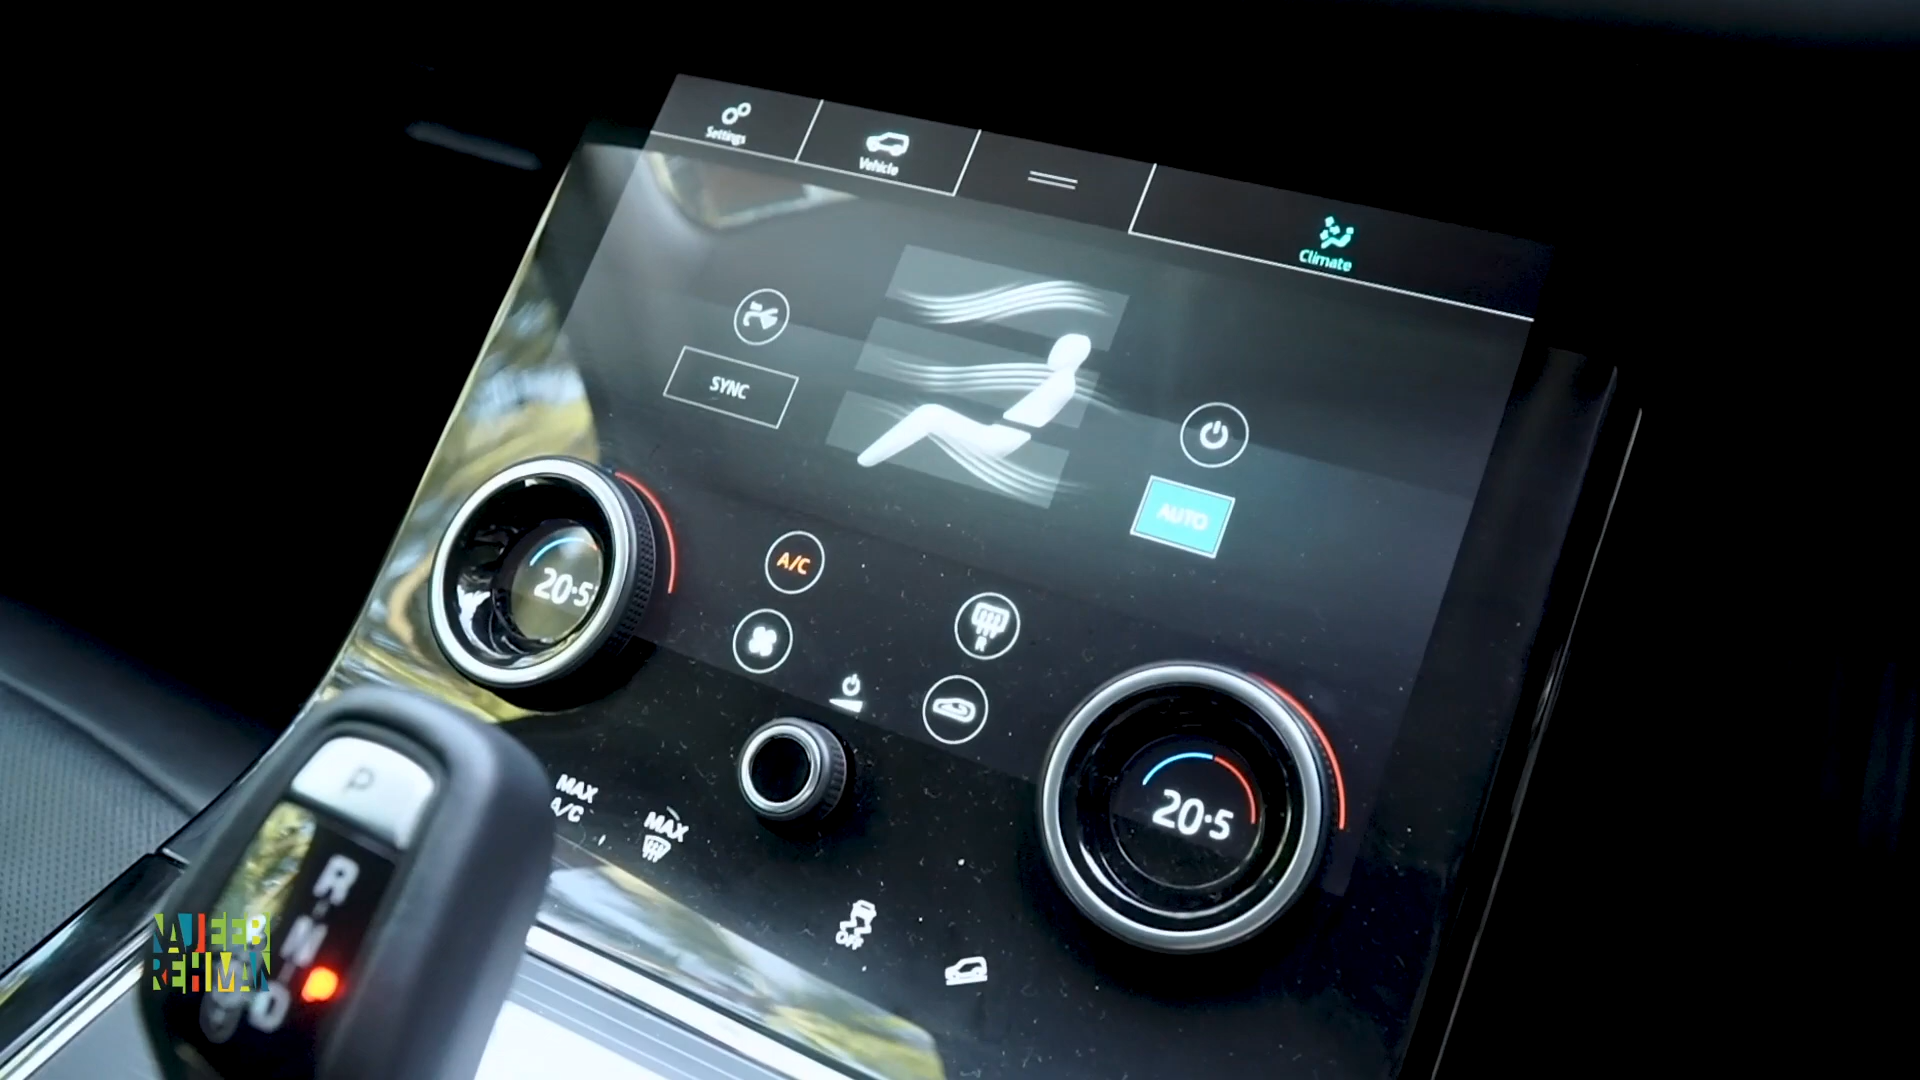 Settings
Vehicle
Climate
SYNC
AUTO
A/C
20·5
R
20·5
MAX
A/C
MAX
OFF
P
R
N
D
NAJEEB
REHMAN